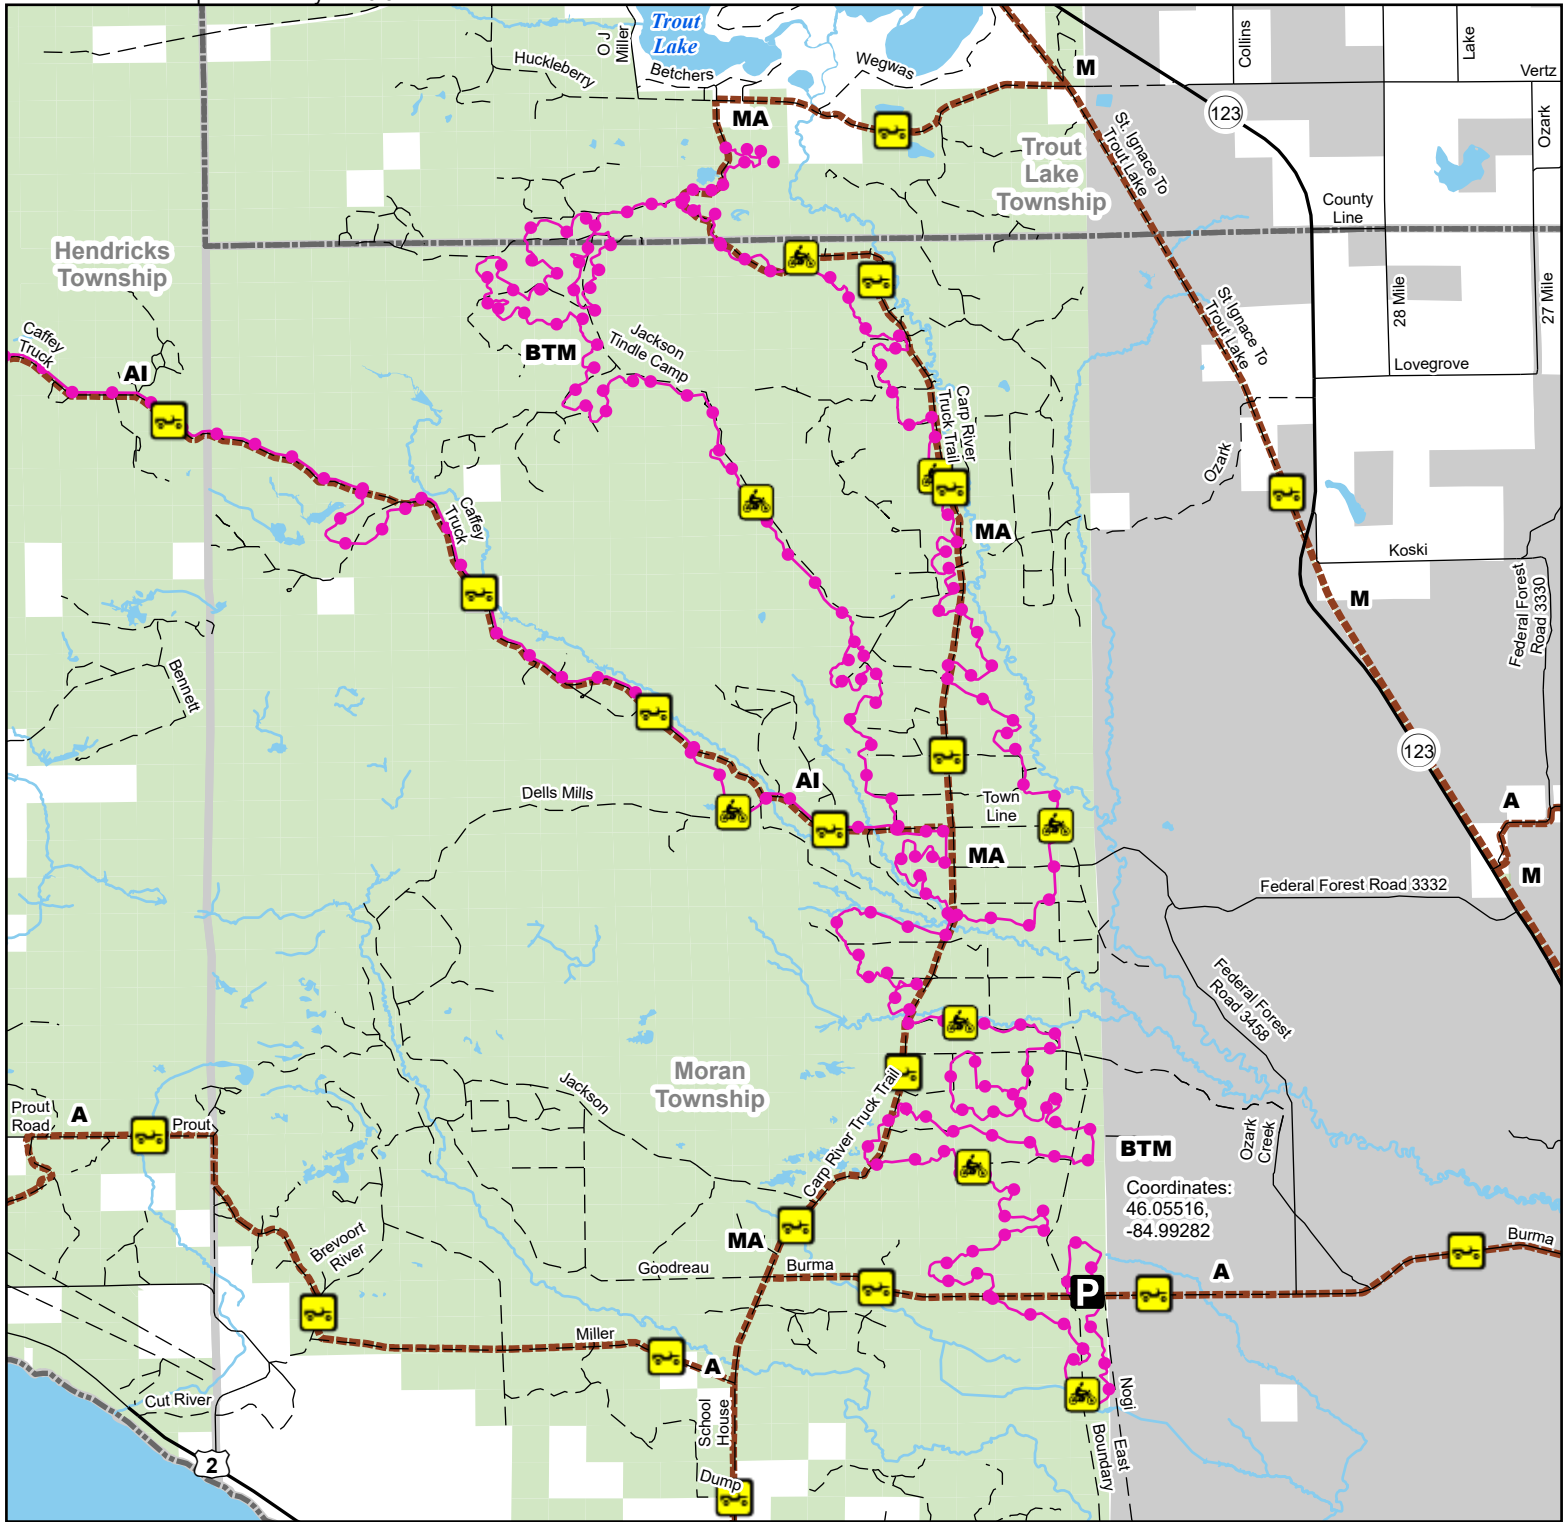 Trout
Lake
O J
Miller
Huckleberry
Betchers
Wegwas
M
Collins
Lake
Vertz
123
MA
St. Ignace To
Trout Lake
Ozark
Trout
Lake
Township
County
Line
Hendricks
Township
28 Mile
27 Mile
St Ignace To
Trout Lake
Caffey
Truck
AI
BTM
Jackson
Tindle Camp
Lovegrove
Carp River
Truck Trail
Ozark
Caffey
Truck
MA
Koski
M
Federal Forest
Road 3330
Bennett
123
Dells Mills
AI
Town
Line
A
MA
M
Federal Forest Road 3332
Federal Forest
Road 3458
Moran
Township
Jackson
Carp River Truck Trail
Prout
Road
A
Prout
Ozark
Creek
BTM
Coordinates:
46.05516,
-84.99282
Brevoort
River
MA
Goodreau
Burma
A
Burma
P
Miller
A
Cut River
School
House
Nogi
East
Boundary
2
Dump